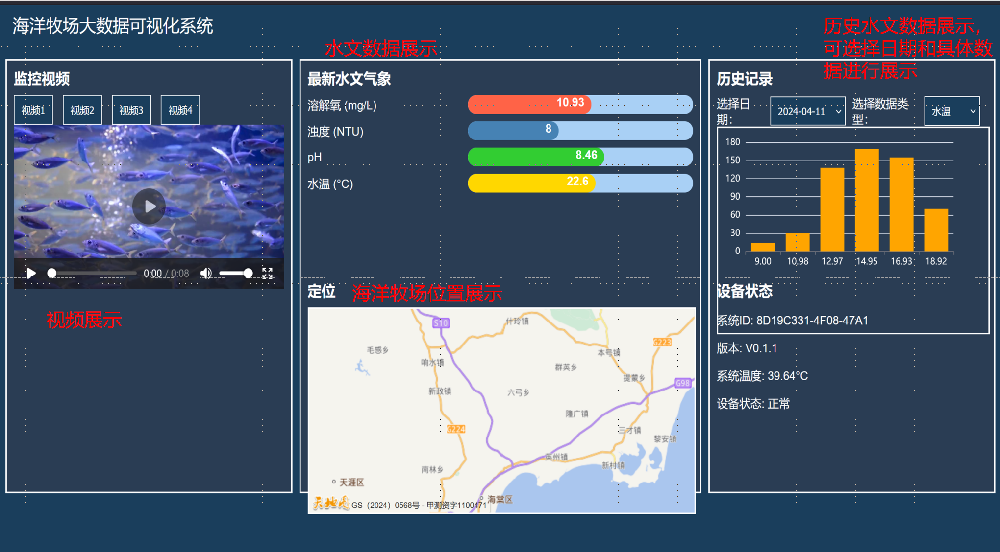 海洋牧场大数据可视化系统
水文数据展示
历史水文数据展示，
可选择日期和具体数
据进行展示
监控视频
视频1 视频2 视频3 视频4
0:00 / 0:08
视频展示
最新水文气象
溶解氧 (mg/L) 10.93
浊度 (NTU) 8
pH 8.46
水温 (°C) 22.6
定位
海洋牧场位置展示
S10
什玲镇
G223
毛感乡
本号镇
响水镇
群英乡
提蒙乡
G98
新政镇
六弓乡
隆广镇
G224
三才镇
黎安镇
英州镇
新村镇
南林乡
天涯区
海棠区
天地图 GS（2024）0568号 - 甲测资字1100471
历史记录
选择日
期：
2024-04-11
选择数据类
型：
水温
180
150
120
90
60
30
0
9.00 10.98 12.97 14.95 16.93 18.92
设备状态
系统ID: 8D19C331-4F08-47A1
版本: V0.1.1
系统温度: 39.64°C
设备状态: 正常